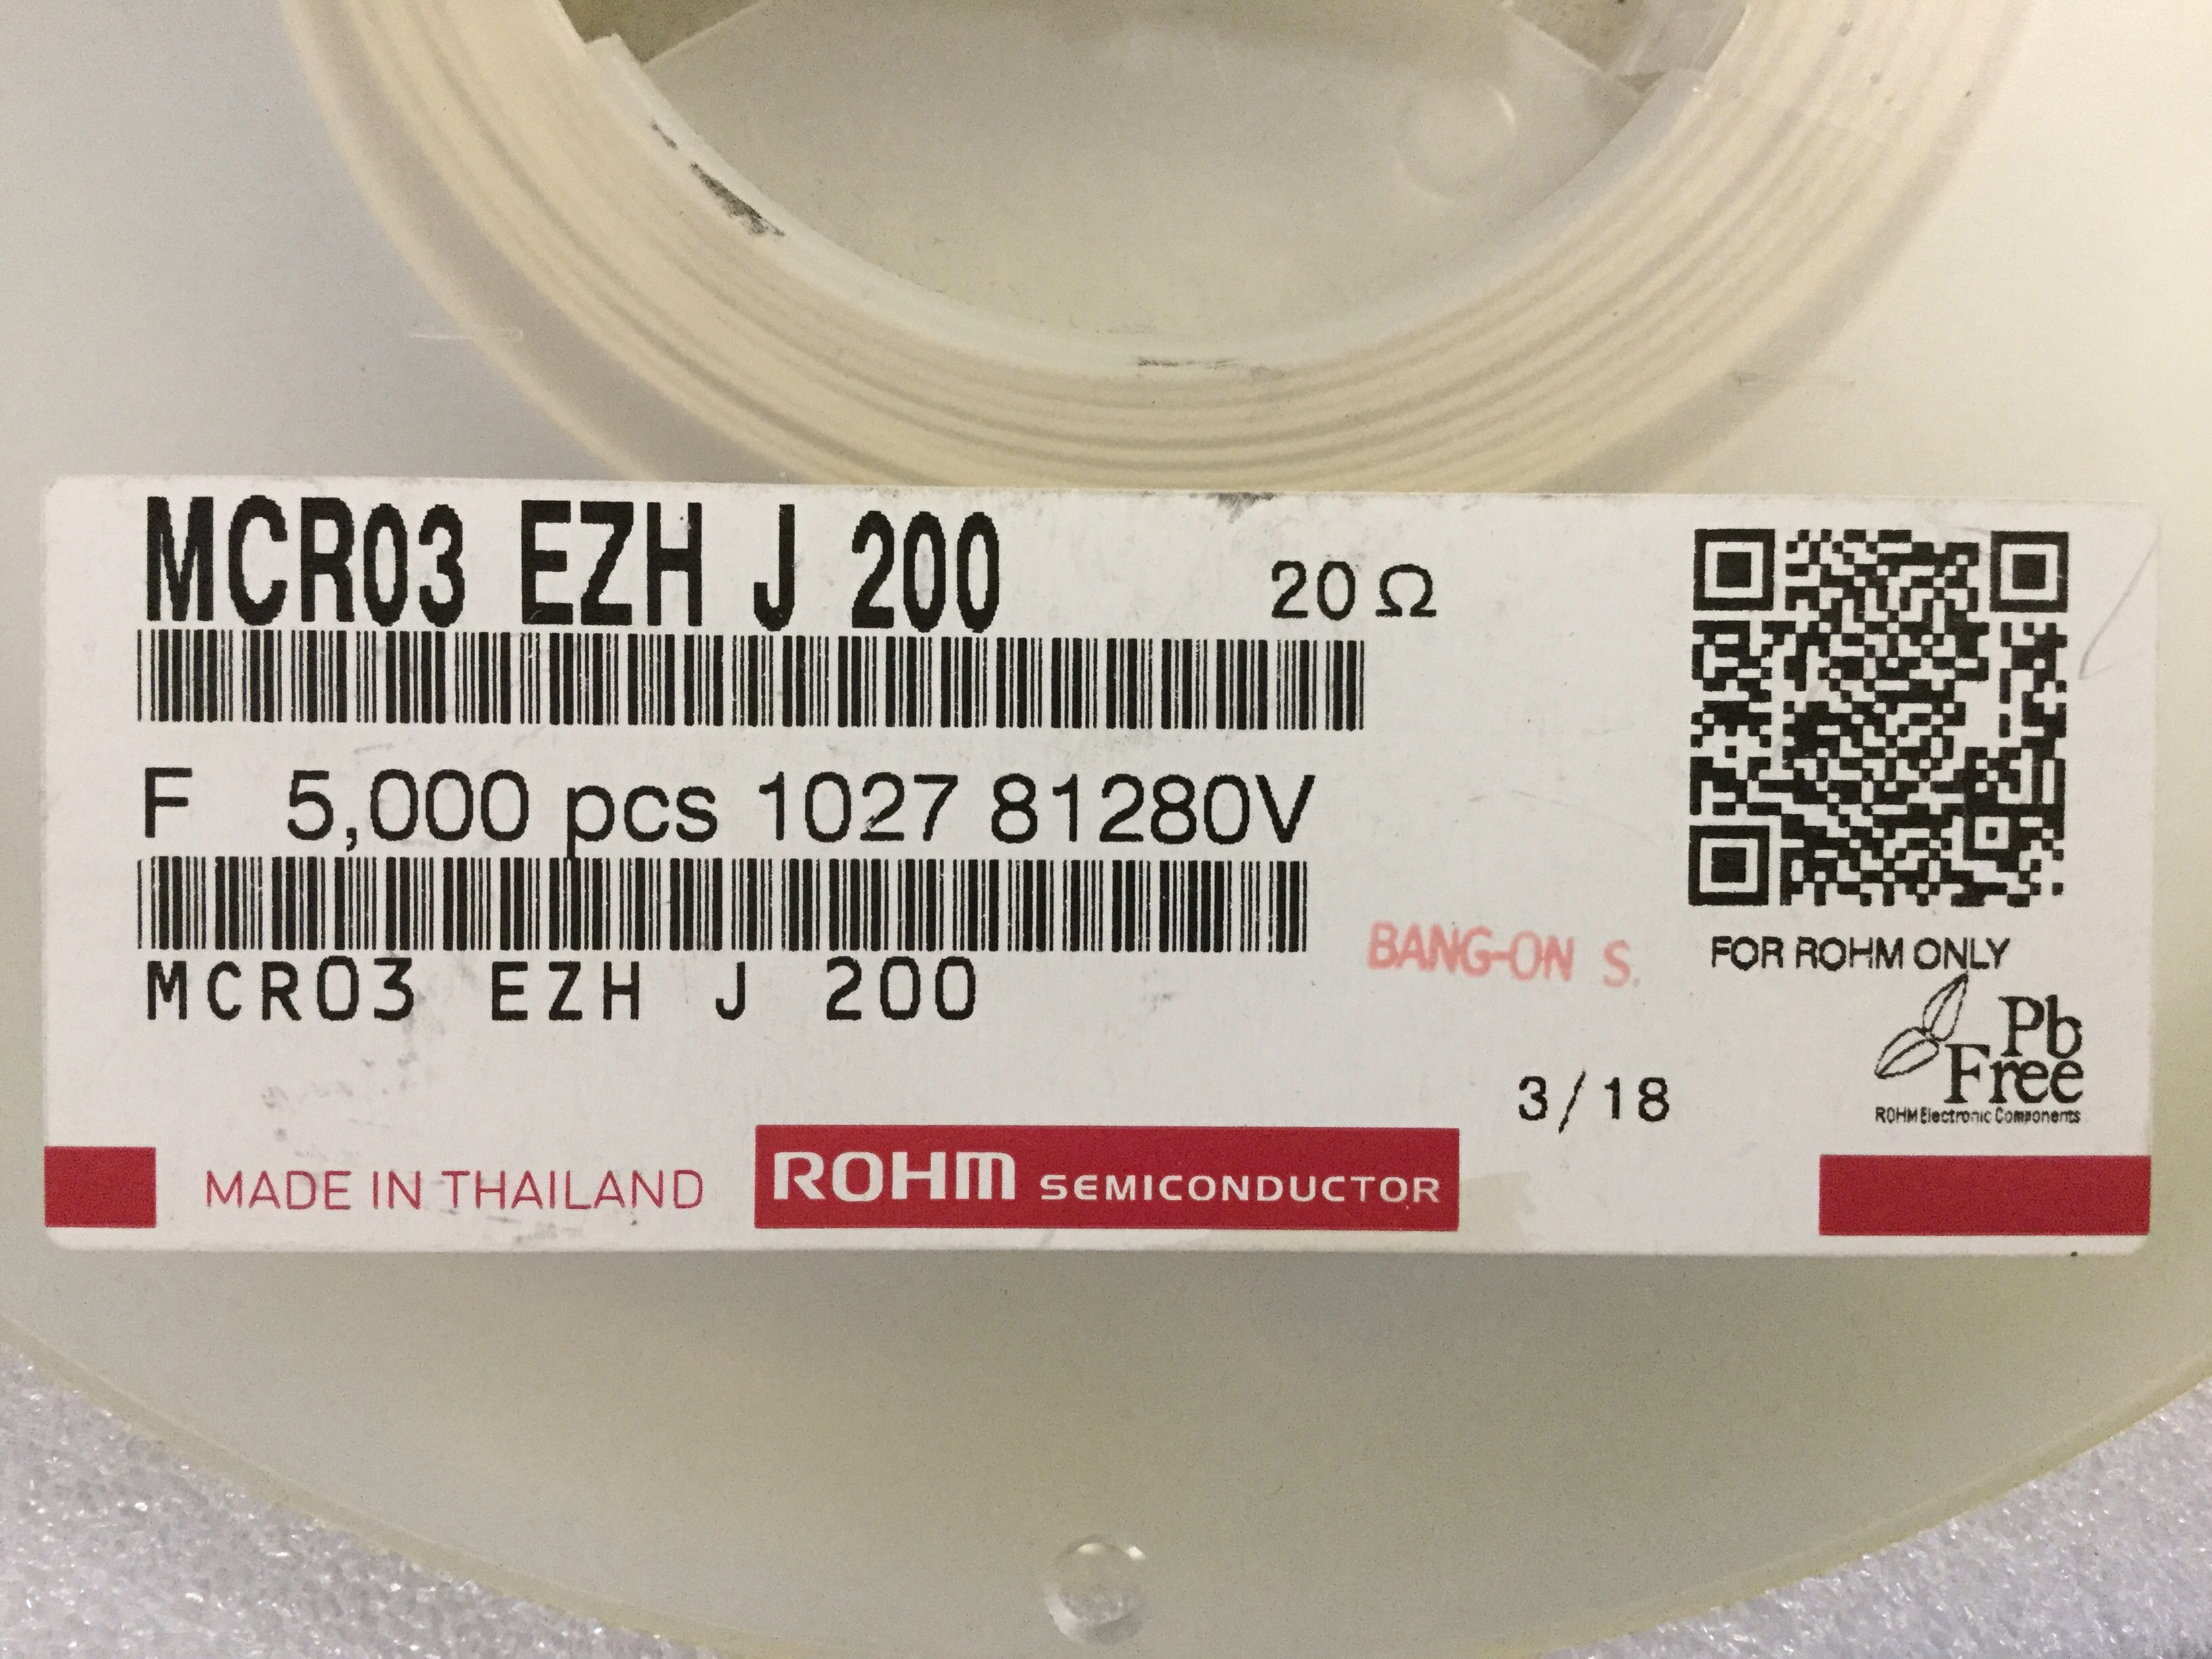 MCR03 EZH J 200 20 Ω
F 5,000 pcs 1027 81280V
BANG-ON S.
FOR ROHM ONLY
MCR03 EZH J 200
Pb
Free
ROHM Electronic Components
3/18
MADE IN THAILAND
ROHM SEMICONDUCTOR